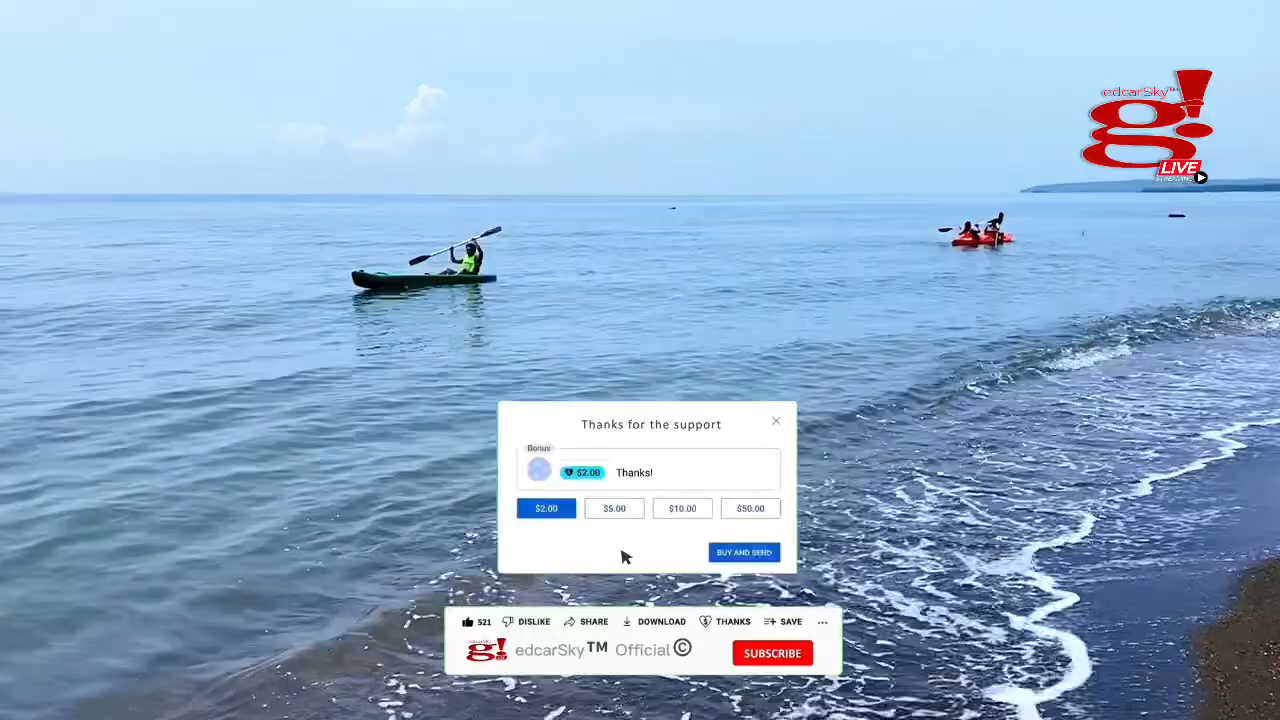 edcarSky™
g!
LIVE
Thanks for the support
Bonus
$2.00 Thanks!
$2.00 $5.00 $10.00 $50.00
BUY AND SEND
521 DISLIKE SHARE DOWNLOAD THANKS SAVE
g! edcarSky™ Official©
SUBSCRIBE